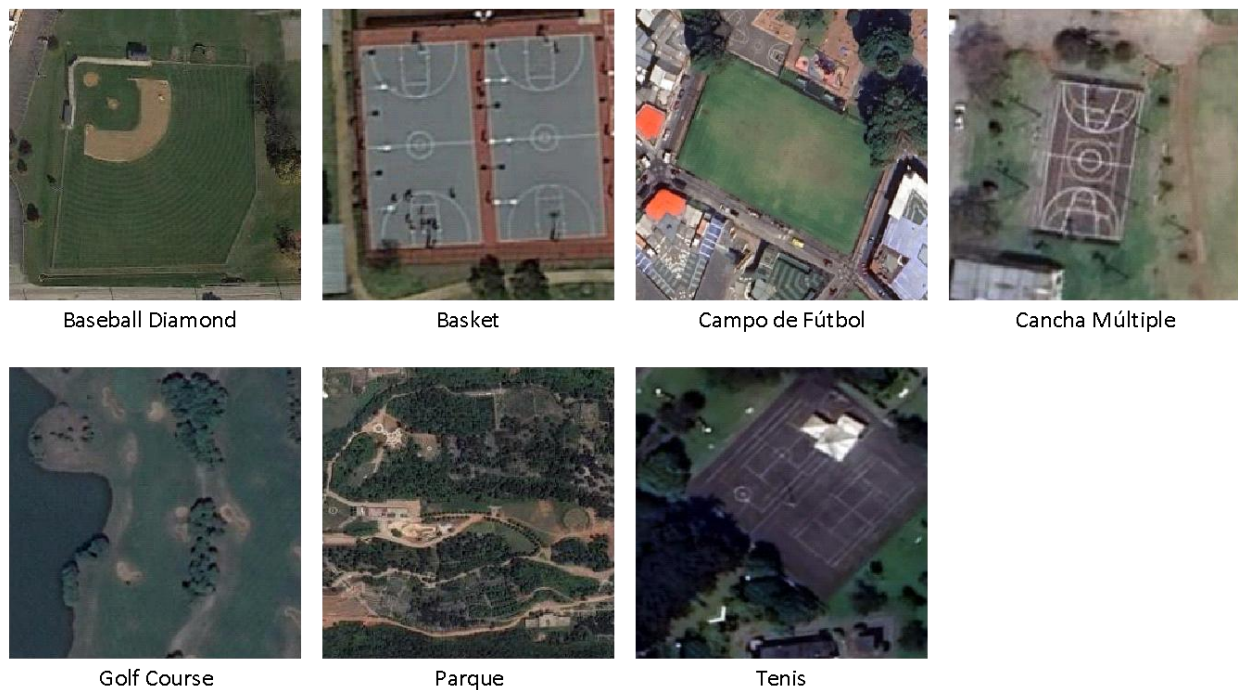 Baseball Diamond
Basket
Campo de Fútbol
Cancha Múltiple
Golf Course
Parque
Tenis